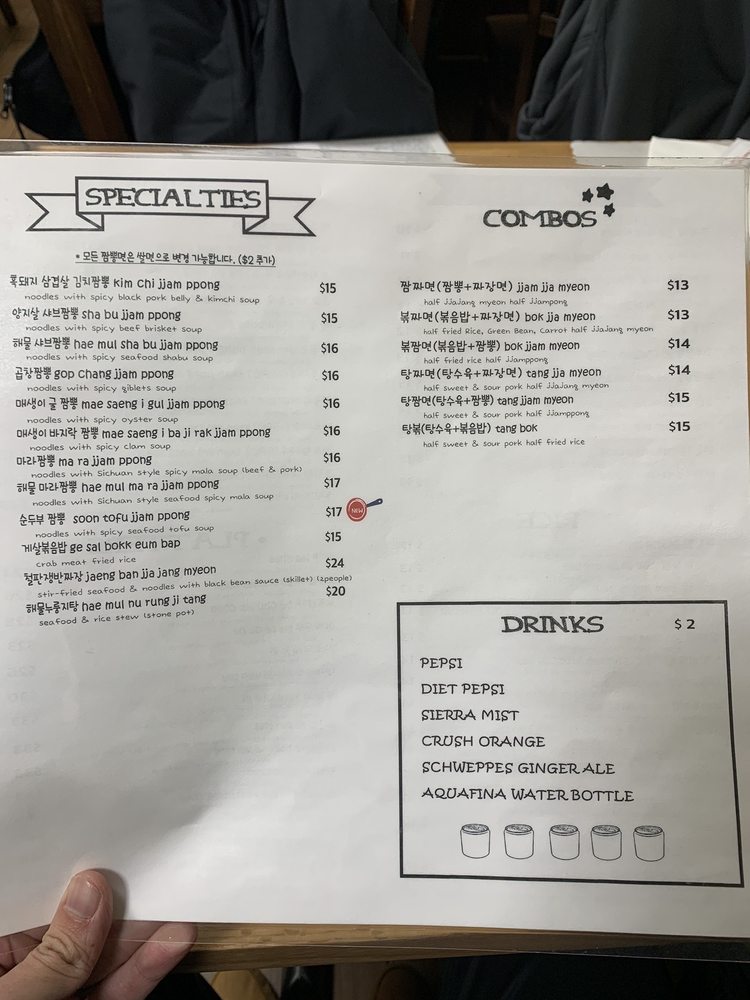 SPECIALTIES
* 모든 짬뽕면은 쌀면으로 변경 가능합니다. ($2 추가)
흑돼지 삼겹살 김치짬뽕 kim chi jjam ppong $15
noodles with spicy black pork belly & kimchi soup
양지살 샤브짬뽕 sha bu jjam ppong $15
noodles with spicy beef brisket soup
해물 샤브짬뽕 hae mul sha bu jjam ppong $16
noodles with spicy seafood shabu soup
곱창짬뽕 gop chang jjam ppong $16
noodles with spicy giblets soup
매생이 굴 짬뽕 mae saeng i gul jjam ppong $16
noodles with spicy oyster soup
매생이 바지락 짬뽕 mae saeng i ba ji rak jjam ppong $16
noodles with spicy clam soup
마라짬뽕 ma ra jjam ppong $16
noodles with Sichuan style spicy mala soup (beef & pork)
해물 마라짬뽕 hae mul ma ra jjam ppong $17
noodles with Sichuan style seafood spicy mala soup
순두부 짬뽕 soon tofu jjam ppong $17 NEW
noodles with spicy seafood tofu soup
게살볶음밥 ge sal bokk eum bap $15
crab meat fried rice
철판쟁반짜장 jaeng ban jja jang myeon $24
stir-fried seafood & noodles with black bean sauce (skillet) (2people)
해물누룽지탕 hae mul nu rung ji tang $20
seafood & rice stew (stone pot)
COMBOS
짬짜면(짬뽕+짜장면) jjam jja myeon $13
half JJaJang myeon half JJampong
볶짜면(볶음밥+짜장면) bok jja myeon $13
half fried Rice, Green Bean, Carrot half JJaJang myeon
볶짬면(볶음밥+짬뽕) bok jjam myeon $14
half fried rice half JJamppong
탕짜면(탕수육+짜장면) tang jja myeon $14
half sweet & sour pork half JJaJang myeon
탕짬면(탕수육+짬뽕) tang jjam myeon $15
half sweet & sour pork half JJamppong
탕볶(탕수육+볶음밥) tang bok $15
half sweet & sour pork half fried rice
DRINKS $2
PEPSI
DIET PEPSI
SIERRA MIST
CRUSH ORANGE
SCHWEPPES GINGER ALE
AQUAFINA WATER BOTTLE